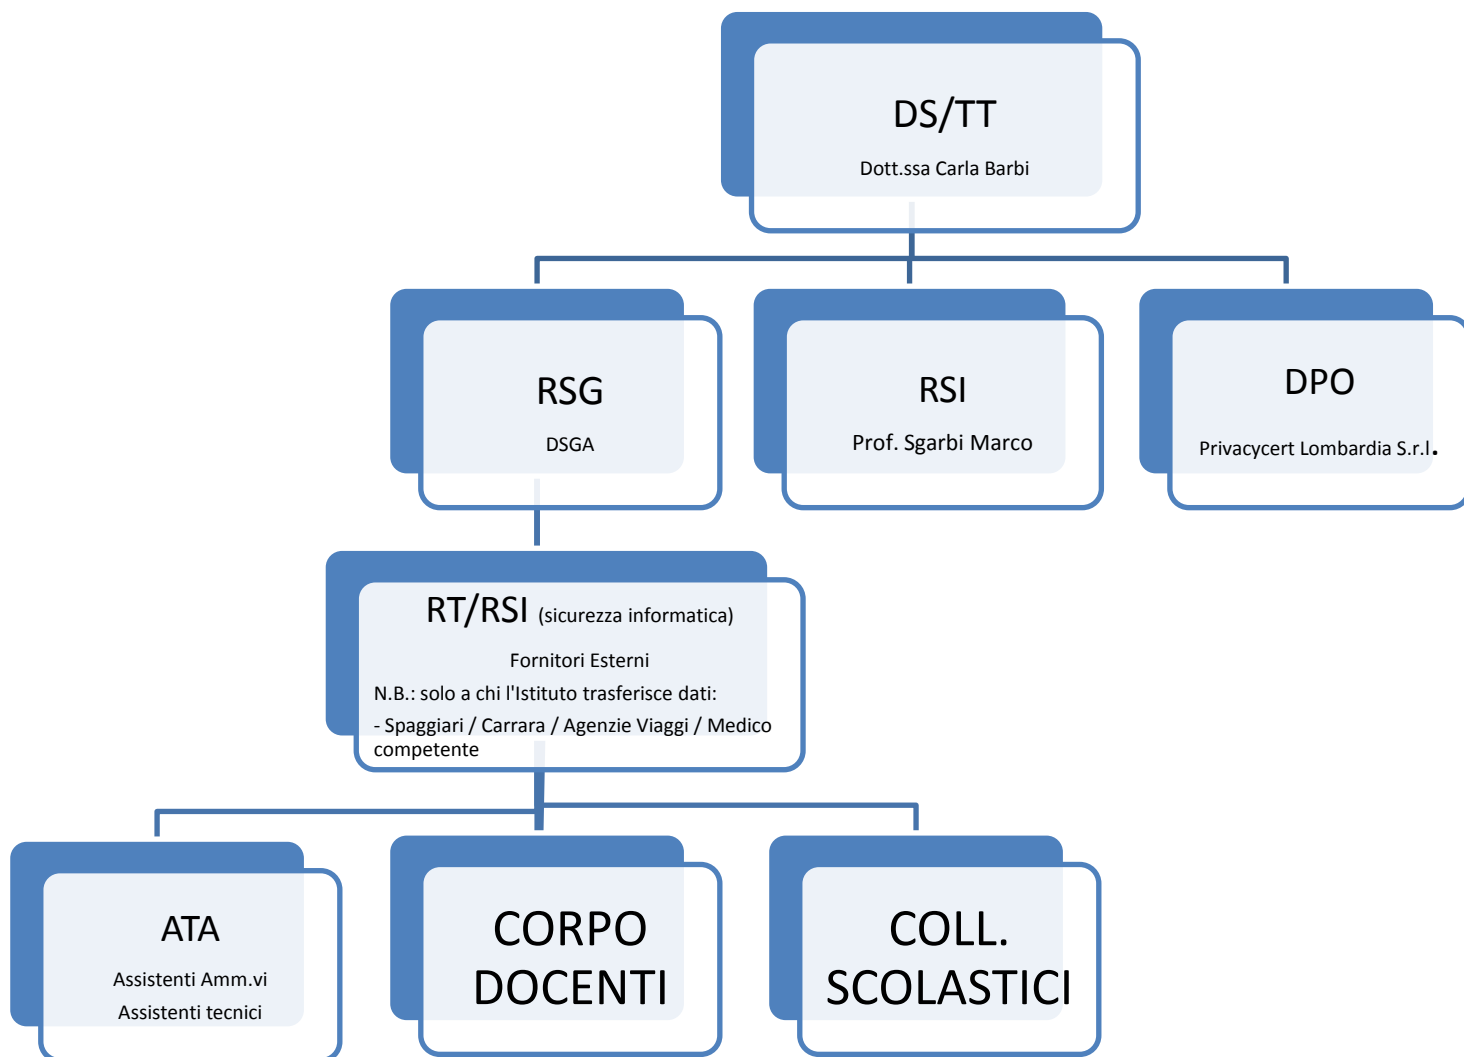 DS/TT
Dott.ssa Carla Barbi
RSG
DSGA
RSI
Prof. Sgarbi Marco
DPO
Privacycert Lombardia S.r.l.
RT/RSI (sicurezza informatica)
Fornitori Esterni
N.B.: solo a chi l'Istituto trasferisce dati:
- Spaggiari / Carrara / Agenzie Viaggi / Medico
competente
ATA
Assistenti Amm.vi
Assistenti tecnici
CORPO
DOCENTI
COLL.
SCOLASTICI